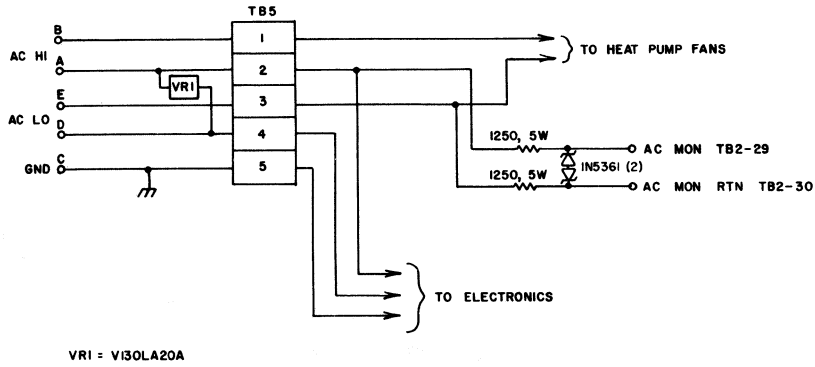 TB5
B
1
TO HEAT PUMP FANS
AC HI
A
2
VR1
E
3
AC LO
D
4
1250, 5W
AC MON TB2-29
GND
C
5
1N5361 (2)
1250, 5W
AC MON RTN TB2-30
TO ELECTRONICS
VR1 = V130LA20A